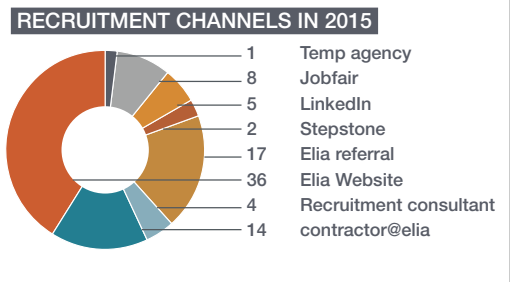 RECRUITMENT CHANNELS IN 2015
1 Temp agency
8 Jobfair
5 LinkedIn
2 Stepstone
17 Elia referral
36 Elia Website
4 Recruitment consultant
14 contractor@elia